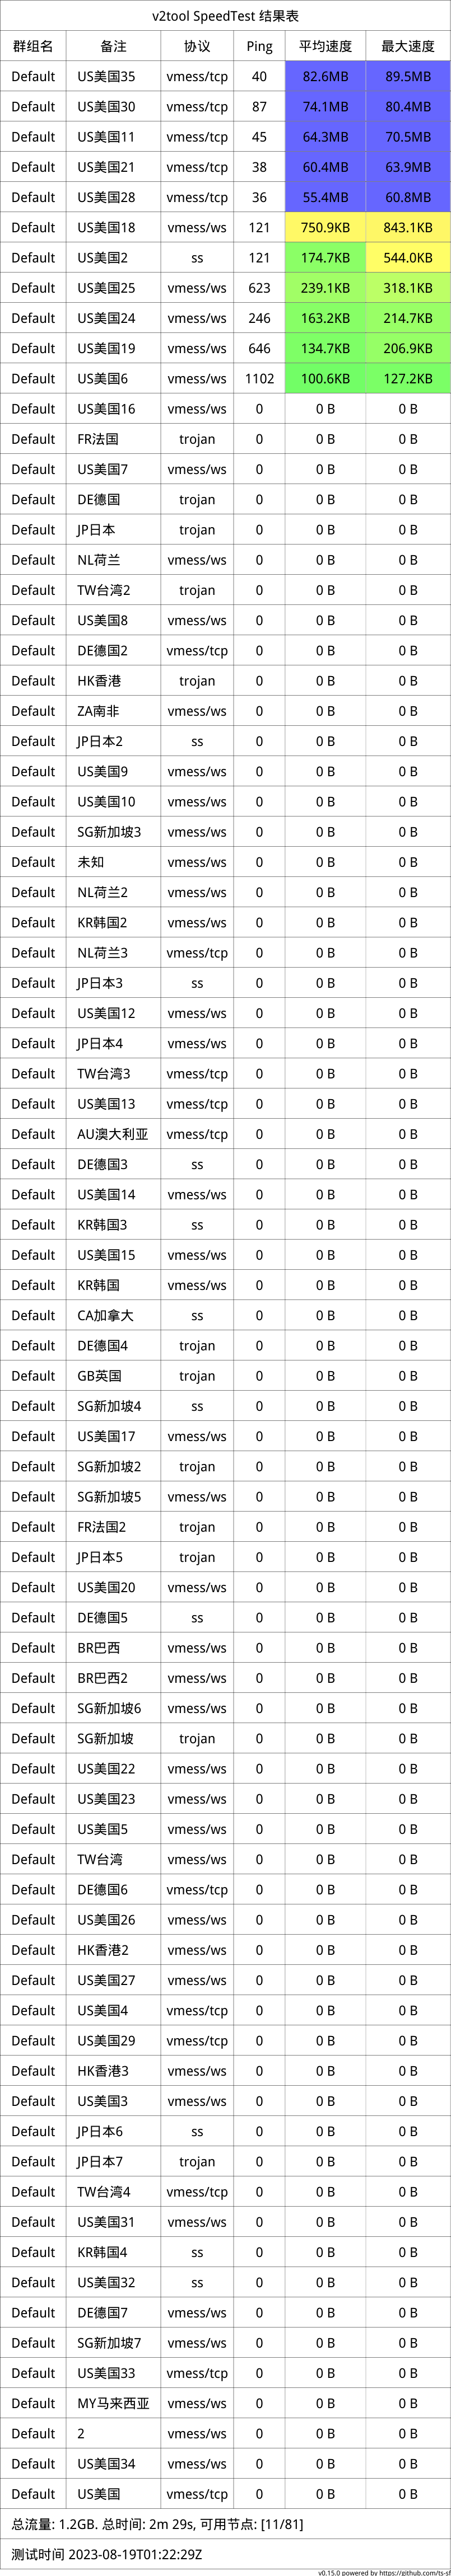 v2tool SpeedTest 结果表
群组名 备注 协议 Ping 平均速度 最大速度
Default US美国35 vmess/tcp 40 82.6MB 89.5MB
Default US美国30 vmess/tcp 87 74.1MB 80.4MB
Default US美国11 vmess/tcp 45 64.3MB 70.5MB
Default US美国21 vmess/tcp 38 60.4MB 63.9MB
Default US美国28 vmess/tcp 36 55.4MB 60.8MB
Default US美国18 vmess/ws 121 750.9KB 843.1KB
Default US美国2 ss 121 174.7KB 544.0KB
Default US美国25 vmess/ws 623 239.1KB 318.1KB
Default US美国24 vmess/ws 246 163.2KB 214.7KB
Default US美国19 vmess/ws 646 134.7KB 206.9KB
Default US美国6 vmess/ws 1102 100.6KB 127.2KB
Default US美国16 vmess/ws 0 0 B 0 B
Default FR法国 trojan 0 0 B 0 B
Default US美国7 vmess/ws 0 0 B 0 B
Default DE德国 trojan 0 0 B 0 B
Default JP日本 trojan 0 0 B 0 B
Default NL荷兰 vmess/ws 0 0 B 0 B
Default TW台湾2 trojan 0 0 B 0 B
Default US美国8 vmess/ws 0 0 B 0 B
Default DE德国2 vmess/tcp 0 0 B 0 B
Default HK香港 trojan 0 0 B 0 B
Default ZA南非 vmess/ws 0 0 B 0 B
Default JP日本2 ss 0 0 B 0 B
Default US美国9 vmess/ws 0 0 B 0 B
Default US美国10 vmess/ws 0 0 B 0 B
Default SG新加坡3 vmess/ws 0 0 B 0 B
Default 未知 vmess/ws 0 0 B 0 B
Default NL荷兰2 vmess/ws 0 0 B 0 B
Default KR韩国2 vmess/ws 0 0 B 0 B
Default NL荷兰3 vmess/tcp 0 0 B 0 B
Default JP日本3 ss 0 0 B 0 B
Default US美国12 vmess/ws 0 0 B 0 B
Default JP日本4 vmess/ws 0 0 B 0 B
Default TW台湾3 vmess/tcp 0 0 B 0 B
Default US美国13 vmess/tcp 0 0 B 0 B
Default AU澳大利亚 vmess/tcp 0 0 B 0 B
Default DE德国3 ss 0 0 B 0 B
Default US美国14 vmess/ws 0 0 B 0 B
Default KR韩国3 ss 0 0 B 0 B
Default US美国15 vmess/ws 0 0 B 0 B
Default KR韩国 vmess/ws 0 0 B 0 B
Default CA加拿大 ss 0 0 B 0 B
Default DE德国4 trojan 0 0 B 0 B
Default GB英国 trojan 0 0 B 0 B
Default SG新加坡4 ss 0 0 B 0 B
Default US美国17 vmess/ws 0 0 B 0 B
Default SG新加坡2 trojan 0 0 B 0 B
Default SG新加坡5 vmess/ws 0 0 B 0 B
Default FR法国2 trojan 0 0 B 0 B
Default JP日本5 trojan 0 0 B 0 B
Default US美国20 vmess/ws 0 0 B 0 B
Default DE德国5 ss 0 0 B 0 B
Default BR巴西 vmess/ws 0 0 B 0 B
Default BR巴西2 vmess/ws 0 0 B 0 B
Default SG新加坡6 vmess/ws 0 0 B 0 B
Default SG新加坡 trojan 0 0 B 0 B
Default US美国22 vmess/ws 0 0 B 0 B
Default US美国23 vmess/ws 0 0 B 0 B
Default US美国5 vmess/ws 0 0 B 0 B
Default TW台湾 vmess/ws 0 0 B 0 B
Default DE德国6 vmess/tcp 0 0 B 0 B
Default US美国26 vmess/ws 0 0 B 0 B
Default HK香港2 vmess/ws 0 0 B 0 B
Default US美国27 vmess/ws 0 0 B 0 B
Default US美国4 vmess/tcp 0 0 B 0 B
Default US美国29 vmess/tcp 0 0 B 0 B
Default HK香港3 vmess/ws 0 0 B 0 B
Default US美国3 vmess/ws 0 0 B 0 B
Default JP日本6 ss 0 0 B 0 B
Default JP日本7 trojan 0 0 B 0 B
Default TW台湾4 vmess/tcp 0 0 B 0 B
Default US美国31 vmess/ws 0 0 B 0 B
Default KR韩国4 ss 0 0 B 0 B
Default US美国32 ss 0 0 B 0 B
Default DE德国7 vmess/ws 0 0 B 0 B
Default SG新加坡7 vmess/ws 0 0 B 0 B
Default US美国33 vmess/tcp 0 0 B 0 B
Default MY马来西亚 vmess/ws 0 0 B 0 B
Default 2 vmess/ws 0 0 B 0 B
Default US美国34 vmess/ws 0 0 B 0 B
Default US美国 vmess/tcp 0 0 B 0 B
总流量: 1.2GB. 总时间: 2m 29s, 可用节点: [11/81]
测试时间 2023-08-19T01:22:29Z
v0.15.0 powered by https://github.com/ts-sf